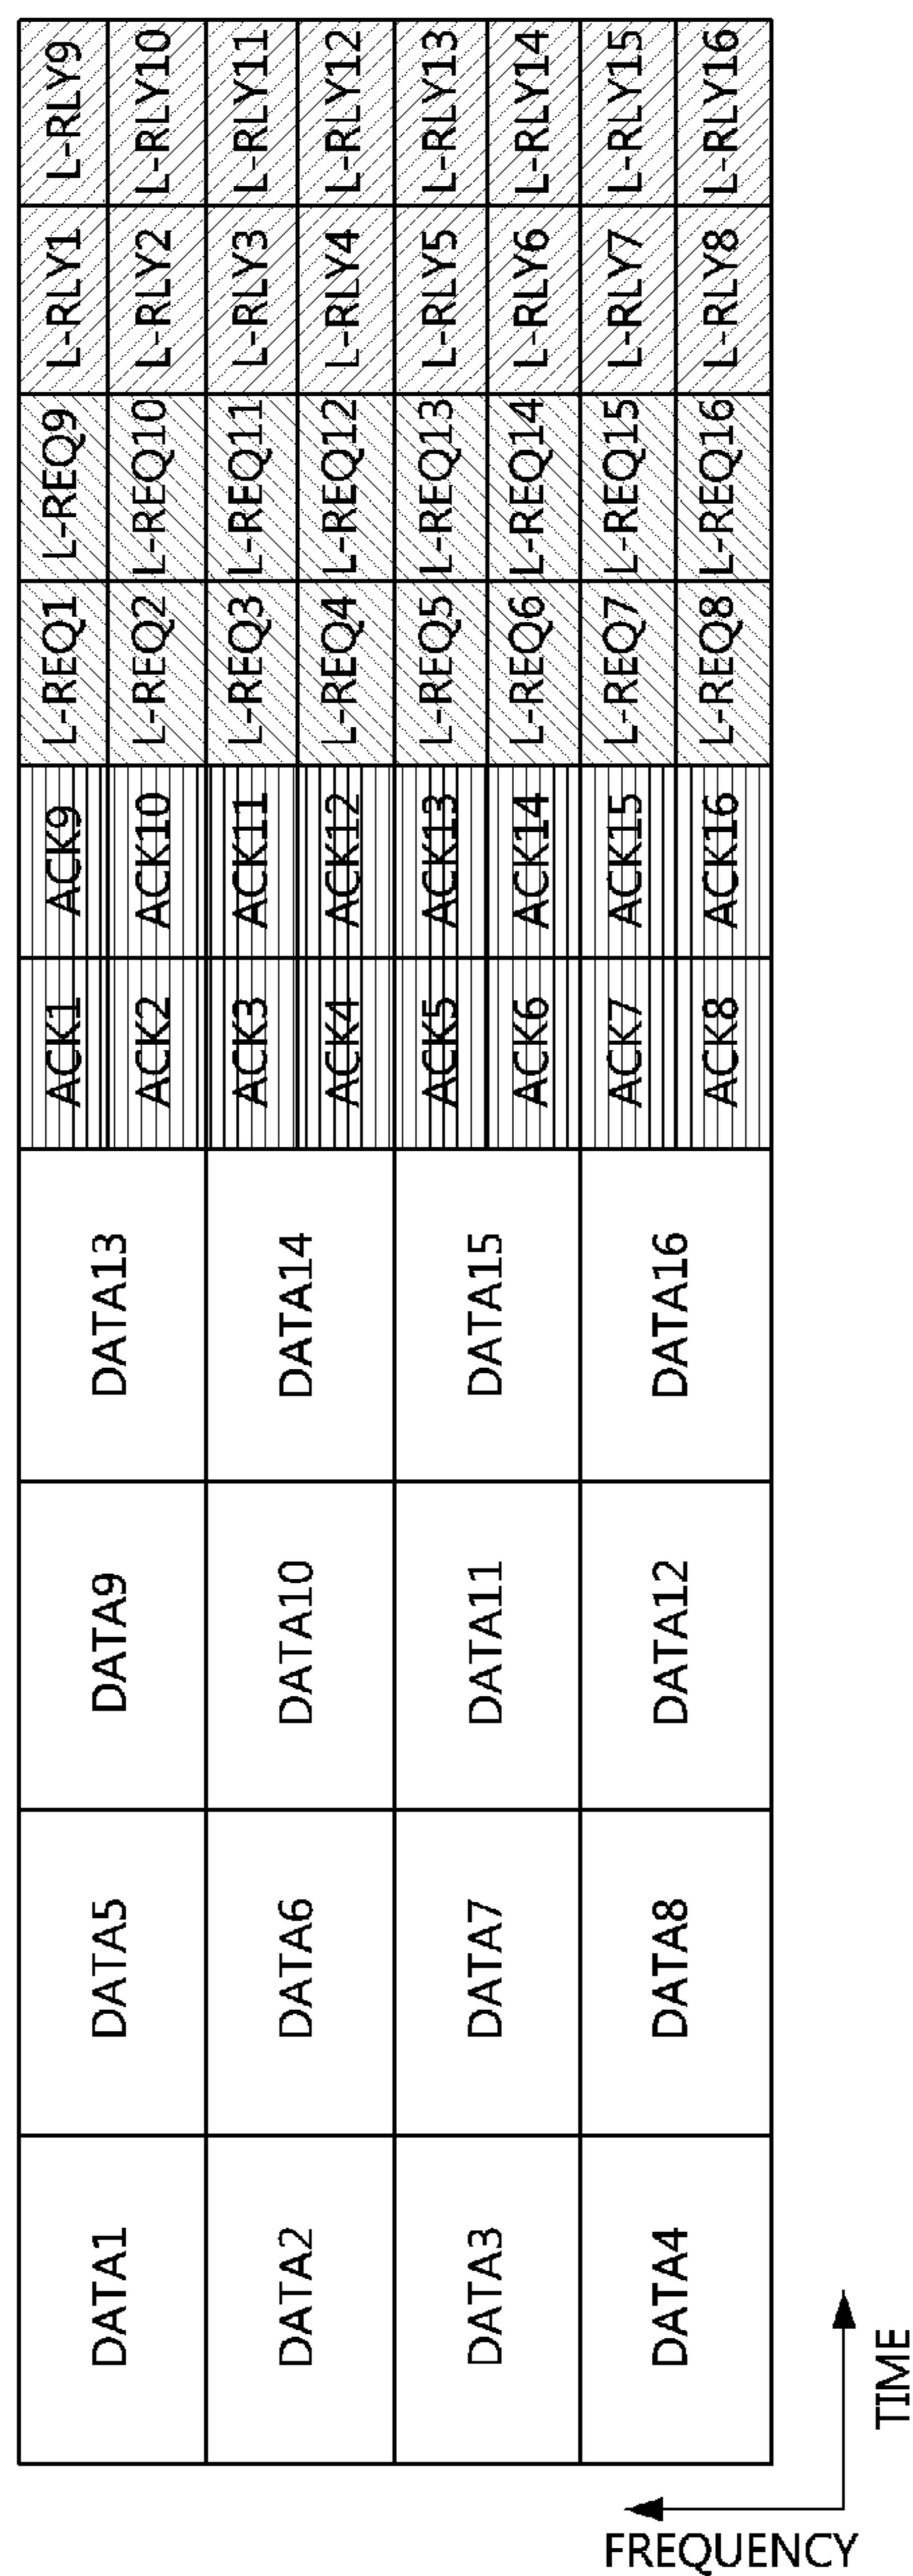 DATA1 DATA5 DATA9 DATA13 ACK1 ACK9 L-REQ1 L-REQ9 L-RLY1 L-RLY9
ACK2 ACK10 L-REQ2 L-REQ10 L-RLY2 L-RLY10
DATA2 DATA6 DATA10 DATA14 ACK3 ACK11 L-REQ3 L-REQ11 L-RLY3 L-RLY11
ACK4 ACK12 L-REQ4 L-REQ12 L-RLY4 L-RLY12
DATA3 DATA7 DATA11 DATA15 ACK5 ACK13 L-REQ5 L-REQ13 L-RLY5 L-RLY13
ACK6 ACK14 L-REQ6 L-REQ14 L-RLY6 L-RLY14
DATA4 DATA8 DATA12 DATA16 ACK7 ACK15 L-REQ7 L-REQ15 L-RLY7 L-RLY15
ACK8 ACK16 L-REQ8 L-REQ16 L-RLY8 L-RLY16
FREQUENCY
TIME